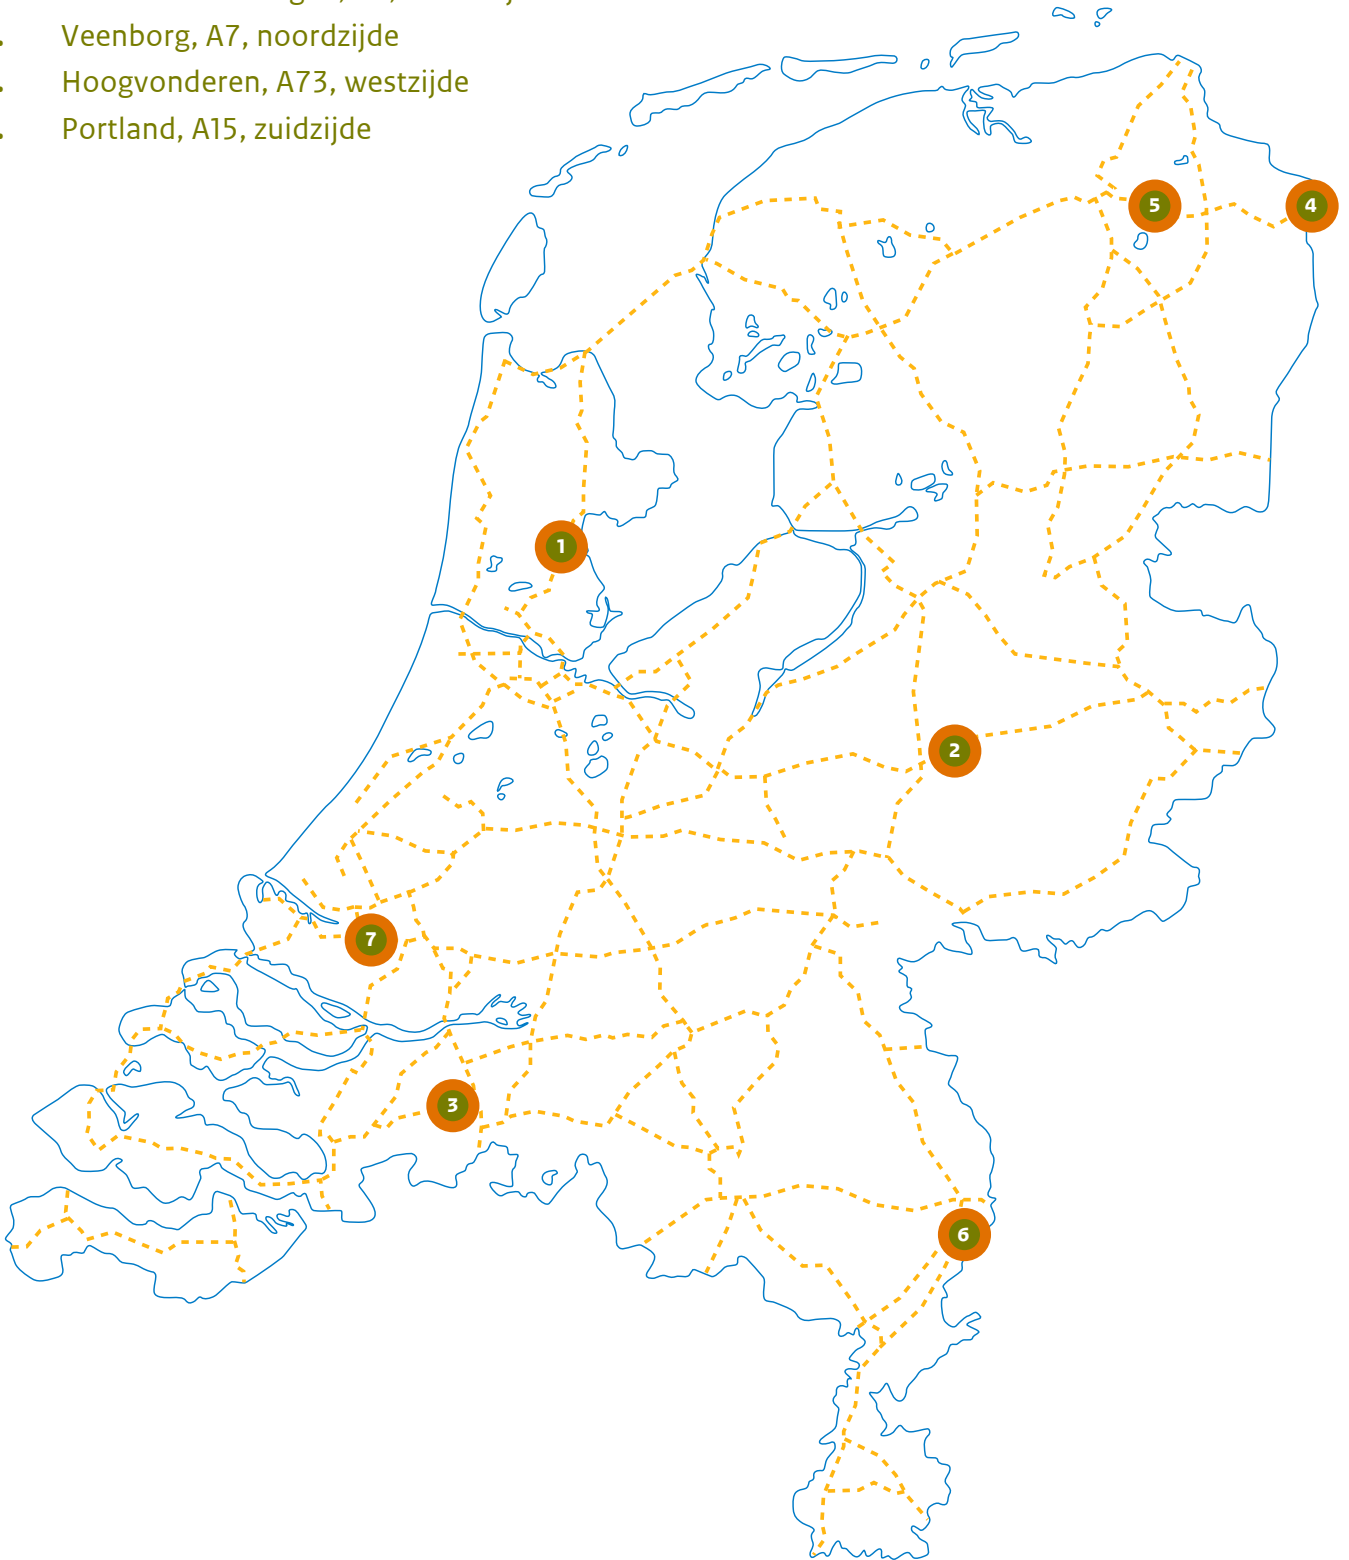 . Veenborg, A7, noordzijde
. Hoogvonderen, A73, westzijde
. Portland, A15, zuidzijde
5
4
1
2
7
3
6